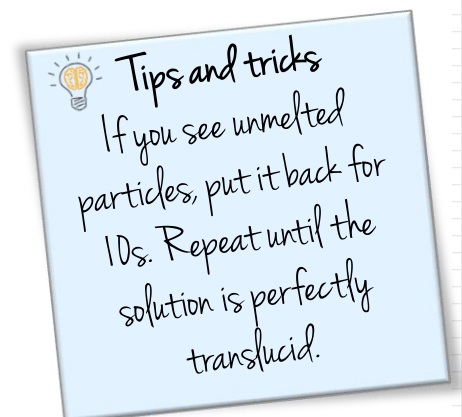 Tips and tricks
If you see unmelted
particles, put it back for
10s. Repeat until the
solution is perfectly
translucid.